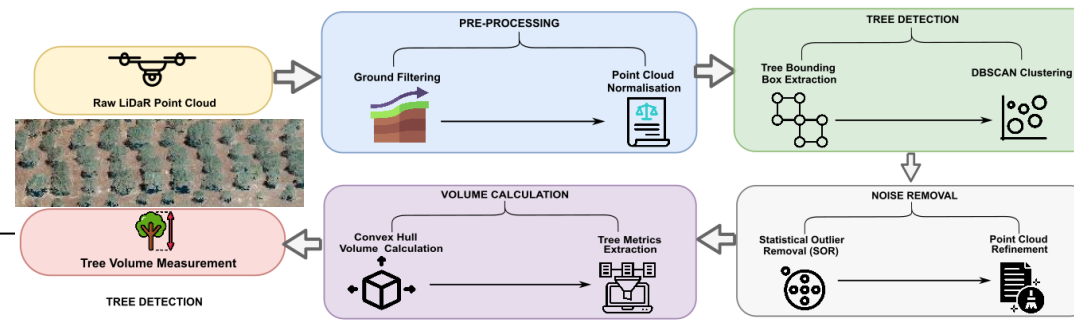 PRE-PROCESSING
TREE DETECTION
Raw LiDaR Point Cloud
Ground Filtering
Point Cloud
Normalisation
Tree Bounding
Box Extraction
DBSCAN Clustering
VOLUME CALCULATION
NOISE REMOVAL
Convex Hull
Volume Calculation
Tree Metrics
Extraction
Statistical Outlier
Removal (SOR)
Point Cloud
Refinement
Tree Volume Measurement
TREE DETECTION